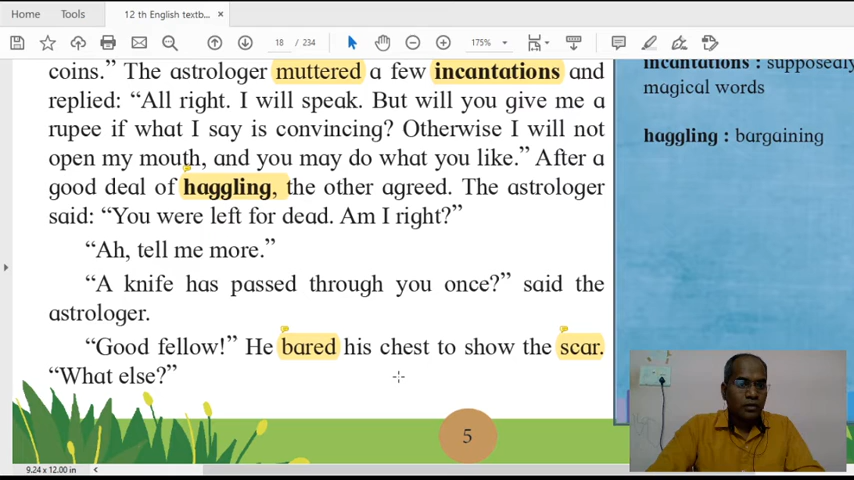 Home Tools 12 th English textb... ×
18 / 234 175%
coins.” The astrologer muttered a few incantations and
replied: “All right. I will speak. But will you give me a
rupee if what I say is convincing? Otherwise I will not
open my mouth, and you may do what you like.” After a
good deal of haggling, the other agreed. The astrologer
said: “You were left for dead. Am I right?”
“Ah, tell me more.”
“A knife has passed through you once?” said the
astrologer.
“Good fellow!” He bared his chest to show the scar.
“What else?”
5
incantations : supposedly
magical words
haggling : bargaining
9.24 x 12.00 in